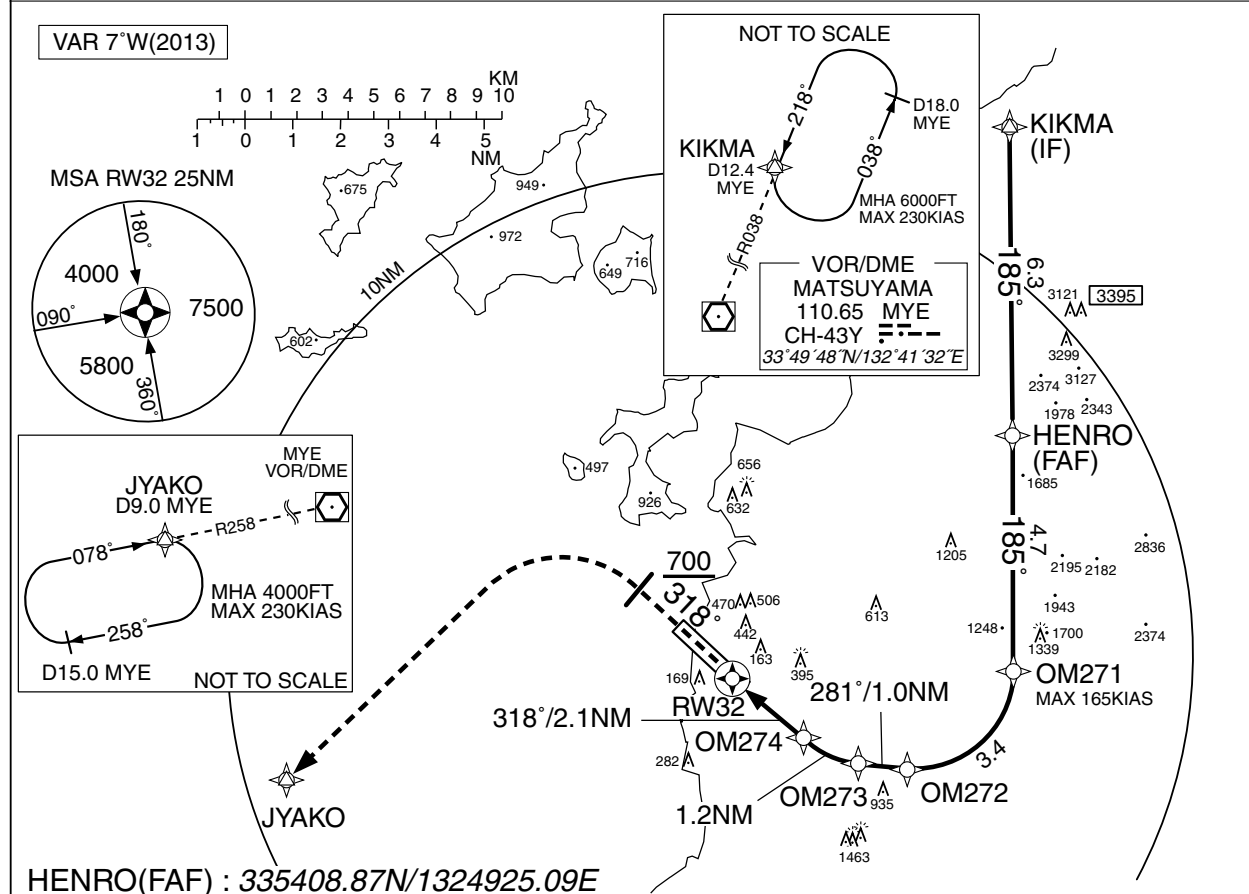 VAR 7°W(2013)
KM
1 0 1 2 3 4 5 6 7 8 9 10
1 0 1 2 3 4 5
NM
MSA RW32 25NM
180°
4000
7500
090°
5800
360°
675
949
972
649
716
602
10NM
NOT TO SCALE
218°
038°
D18.0
MYE
KIKMA
D12.4
MYE
MHA 6000FT
MAX 230KIAS
R038
VOR/DME
MATSUYAMA
110.65 MYE
CH-43Y
33°49´48˝N/132°41´32˝E
KIKMA
(IF)
185°
6.3
3121
3395
3299
2374
3127
1978
2343
HENRO
(FAF)
1685
185°
4.7
2836
2195
2182
1943
1248
1700
1339
2374
OM271
MAX 165KIAS
MYE
VOR/DME
JYAKO
D9.0 MYE
R258
078°
258°
MHA 4000FT
MAX 230KIAS
D15.0 MYE
NOT TO SCALE
497
926
656
632
1205
613
700
318°
470
506
442
163
395
169
RW32
318°/2.1NM
281°/1.0NM
OM274
3.4
282
OM273
OM272
935
1.2NM
1463
JYAKO
HENRO(FAF) : 335408.87N/1324925.09E